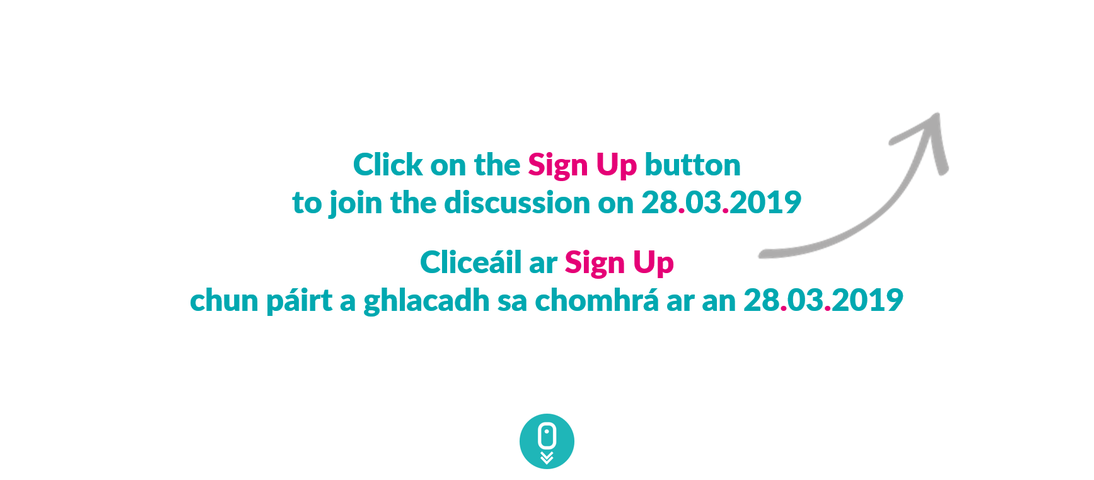 Click on the Sign Up button
to join the discussion on 28.03.2019
Cliceáil ar Sign Up
chun páirt a ghlacadh sa chomhrá ar an 28.03.2019